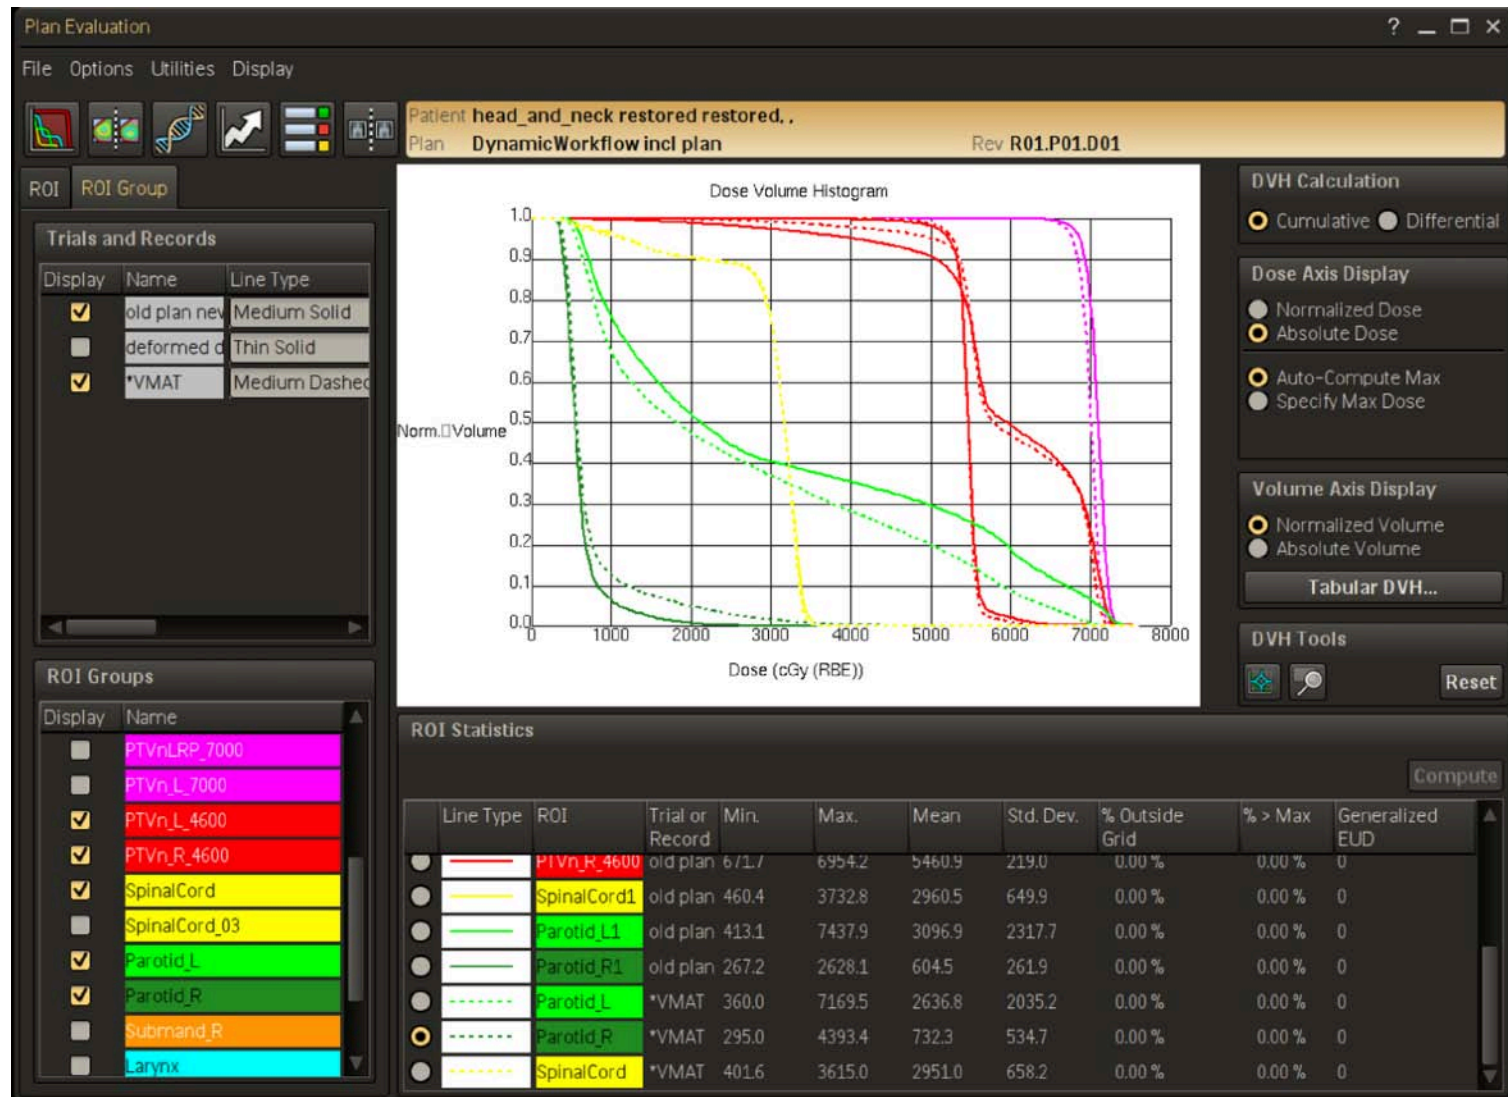 Plan Evaluation
?
File Options Utilities Display
Patient head_and_neck restored restored, ,
Plan DynamicWorkflow incl plan Rev R01.P01.D01
ROI ROI Group
Trials and Records
Display Name Line Type
old plan nev Medium Solid
deformed d Thin Solid
*VMAT Medium Dashed
ROI Groups
Display Name
PTVnLRP_7000
PTVn_L_7000
PTVn_L_4600
PTVn_R_4600
SpinalCord
SpinalCord_03
Parotid_L
Parotid_R
Submand_R
Larynx
Dose Volume Histogram
1.0
0.9
0.8
0.7
0.6
0.5
0.4
0.3
0.2
0.1
0.0
Norm.▯Volume
0 1000 2000 3000 4000 5000 6000 7000 8000
Dose (cGy (RBE))
DVH Calculation
Cumulative Differential
Dose Axis Display
Normalized Dose
Absolute Dose
Auto-Compute Max
Specify Max Dose
Volume Axis Display
Normalized Volume
Absolute Volume
Tabular DVH...
DVH Tools
Reset
ROI Statistics
Compute
Line Type ROI Trial or Record Min. Max. Mean Std. Dev. % Outside Grid % > Max Generalized EUD
PTVn_R_4600 old plan 671.7 6954.2 5460.9 219.0 0.00 % 0.00 % 0
SpinalCord1 old plan 460.4 3732.8 2960.5 649.9 0.00 % 0.00 % 0
Parotid_L1 old plan 413.1 7437.9 3096.9 2317.7 0.00 % 0.00 % 0
Parotid_R1 old plan 267.2 2628.1 604.5 261.9 0.00 % 0.00 % 0
Parotid_L *VMAT 360.0 7169.5 2636.8 2035.2 0.00 % 0.00 % 0
Parotid_R *VMAT 295.0 4393.4 732.3 534.7 0.00 % 0.00 % 0
SpinalCord *VMAT 401.6 3615.0 2951.0 658.2 0.00 % 0.00 % 0